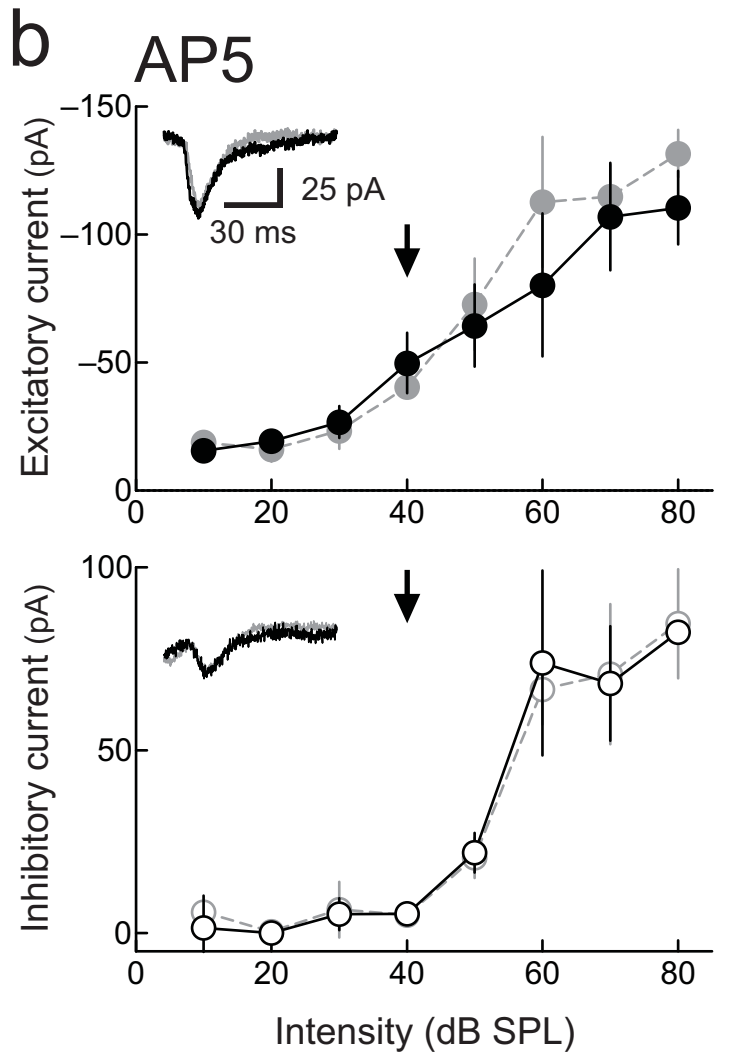 b
AP5
Excitatory current (pA)
–150
–100
–50
0
25 pA
30 ms
0 20 40 60 80
Inhibitory current (pA)
100
50
0
0 20 40 60 80
Intensity (dB SPL)